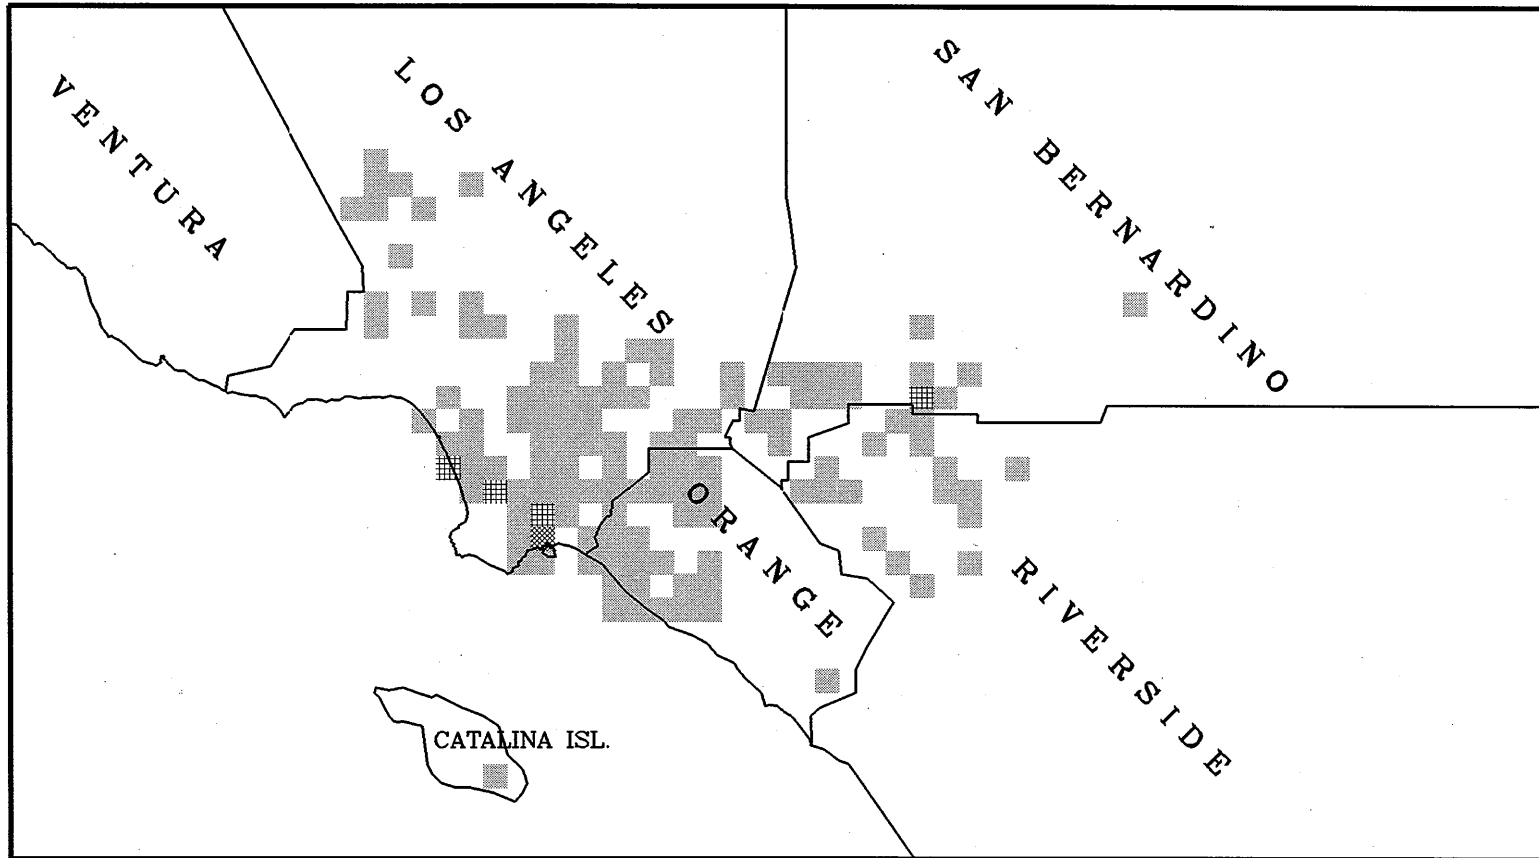 VENTURA
LOS ANGELES
SAN BERNARDINO
ORANGE
RIVERSIDE
CATALINA ISL.